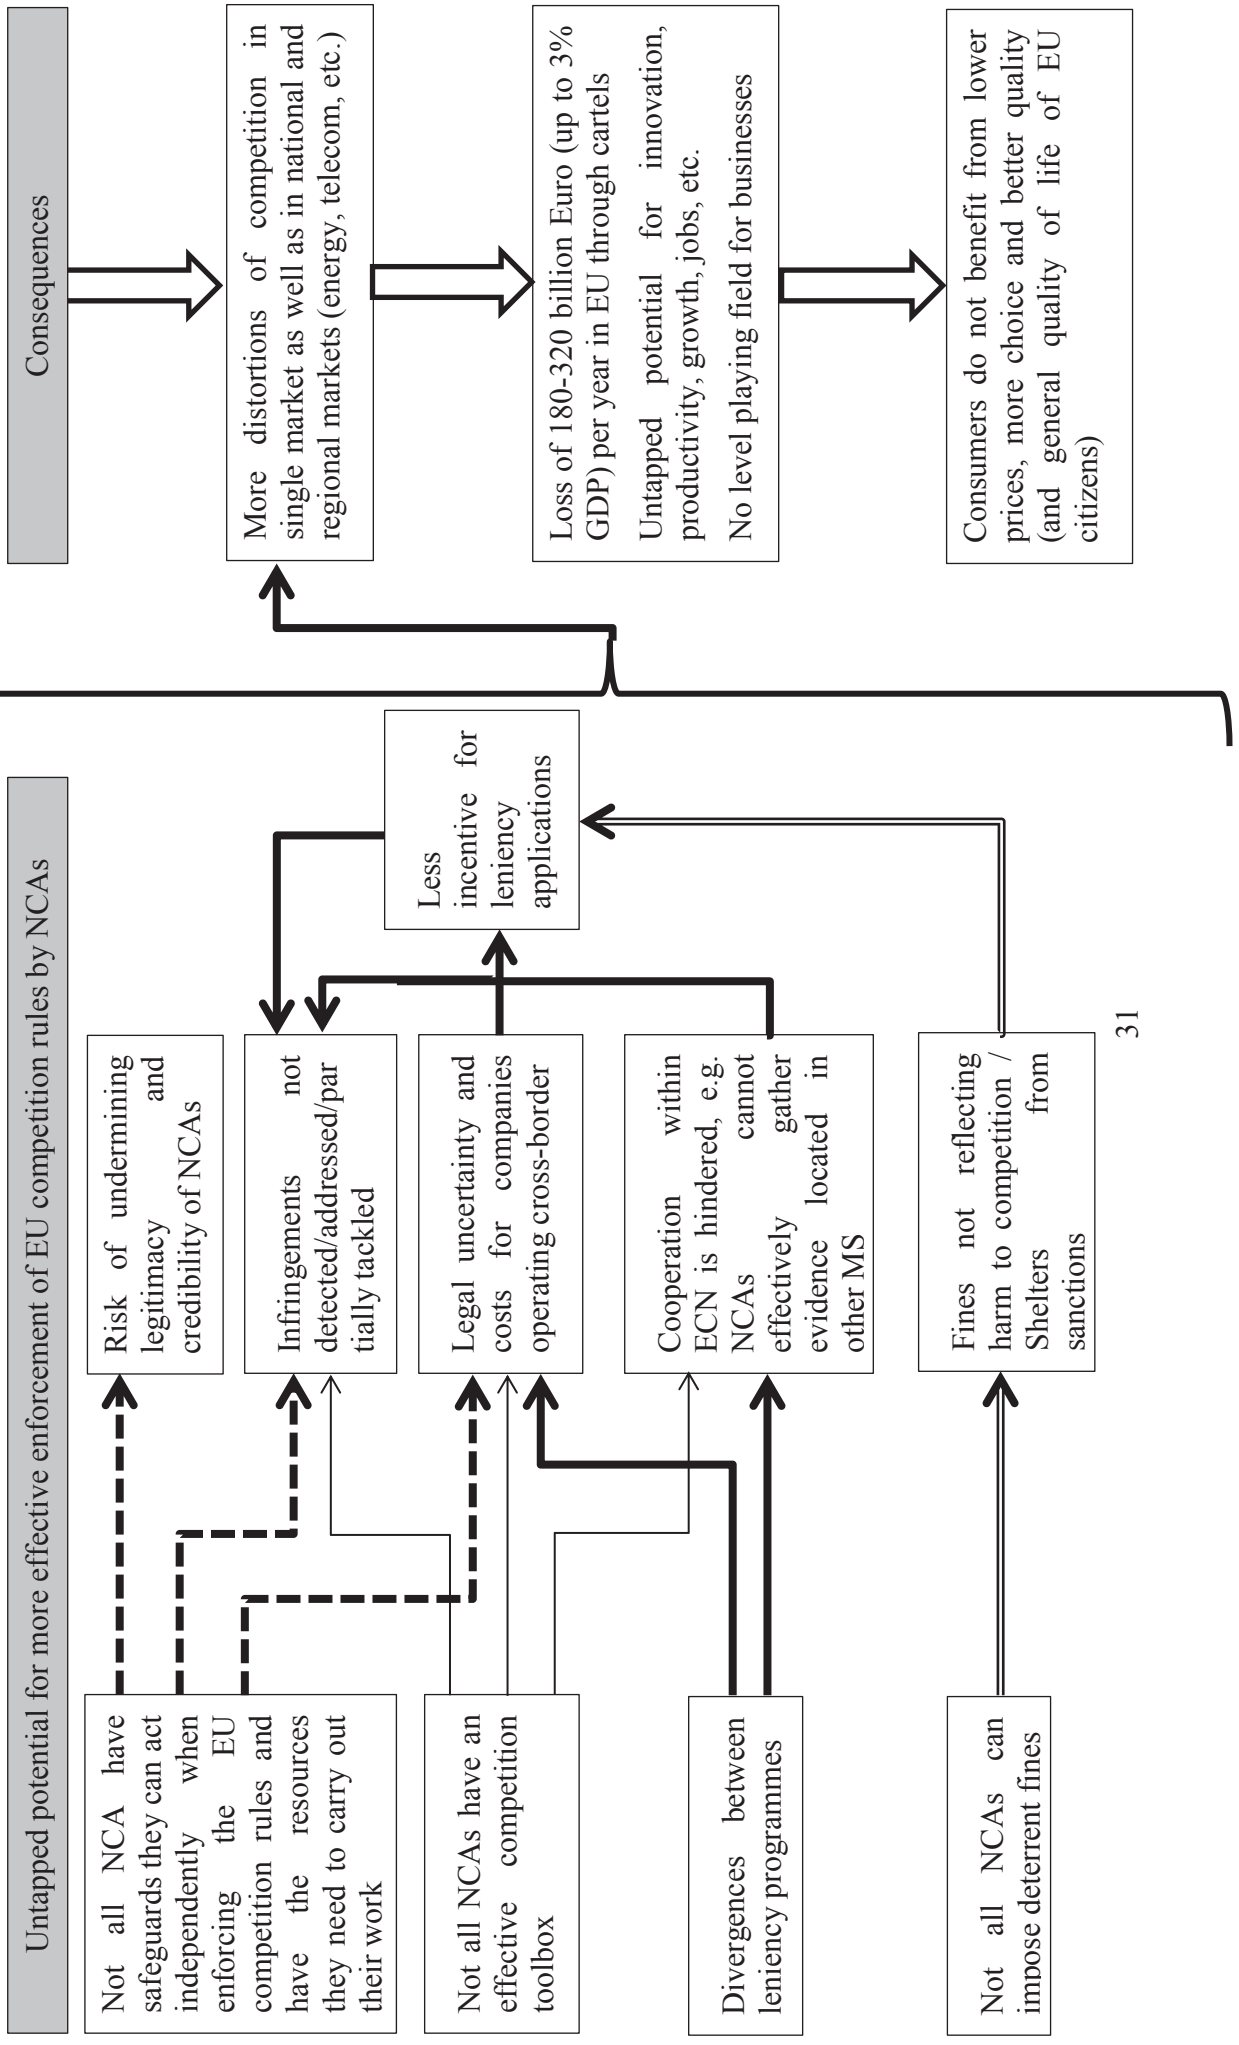 Untapped potential for more effective enforcement of EU competition rules by NCAs
Not all NCA have
safeguards they can act
independently when
enforcing the EU
competition rules and
have the resources
they need to carry out
their work
Not all NCAs have an
effective competition
toolbox
Divergences between
leniency programmes
Not all NCAs can
impose deterrent fines
Risk of undermining
legitimacy and
credibility of NCAs
Infringements not
detected/addressed/par
tially tackled
Legal uncertainty and
costs for companies
operating cross-border
Cooperation within
ECN is hindered, e.g.
NCAs cannot
effectively gather
evidence located in
other MS
Fines not reflecting
harm to competition /
Shelters from
sanctions
Less
incentive for
leniency
applications
Consequences
More distortions of competition in
single market as well as in national and
regional markets (energy, telecom, etc.)
Loss of 180-320 billion Euro (up to 3%
GDP) per year in EU through cartels
Untapped potential for innovation,
productivity, growth, jobs, etc.
No level playing field for businesses
Consumers do not benefit from lower
prices, more choice and better quality
(and general quality of life of EU
citizens)
31